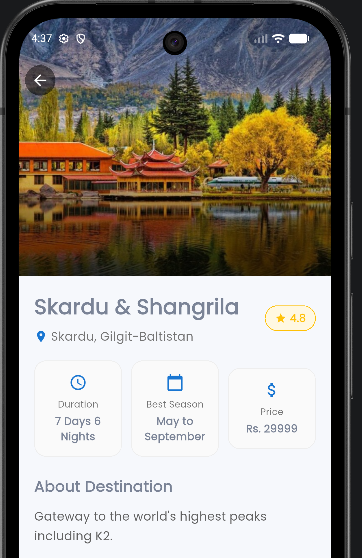 4:37
Skardu & Shangrila
4.8
Skardu, Gilgit-Baltistan
Duration
7 Days 6
Nights
Best Season
May to
September
Price
Rs. 29999
About Destination
Gateway to the world's highest peaks
including K2.